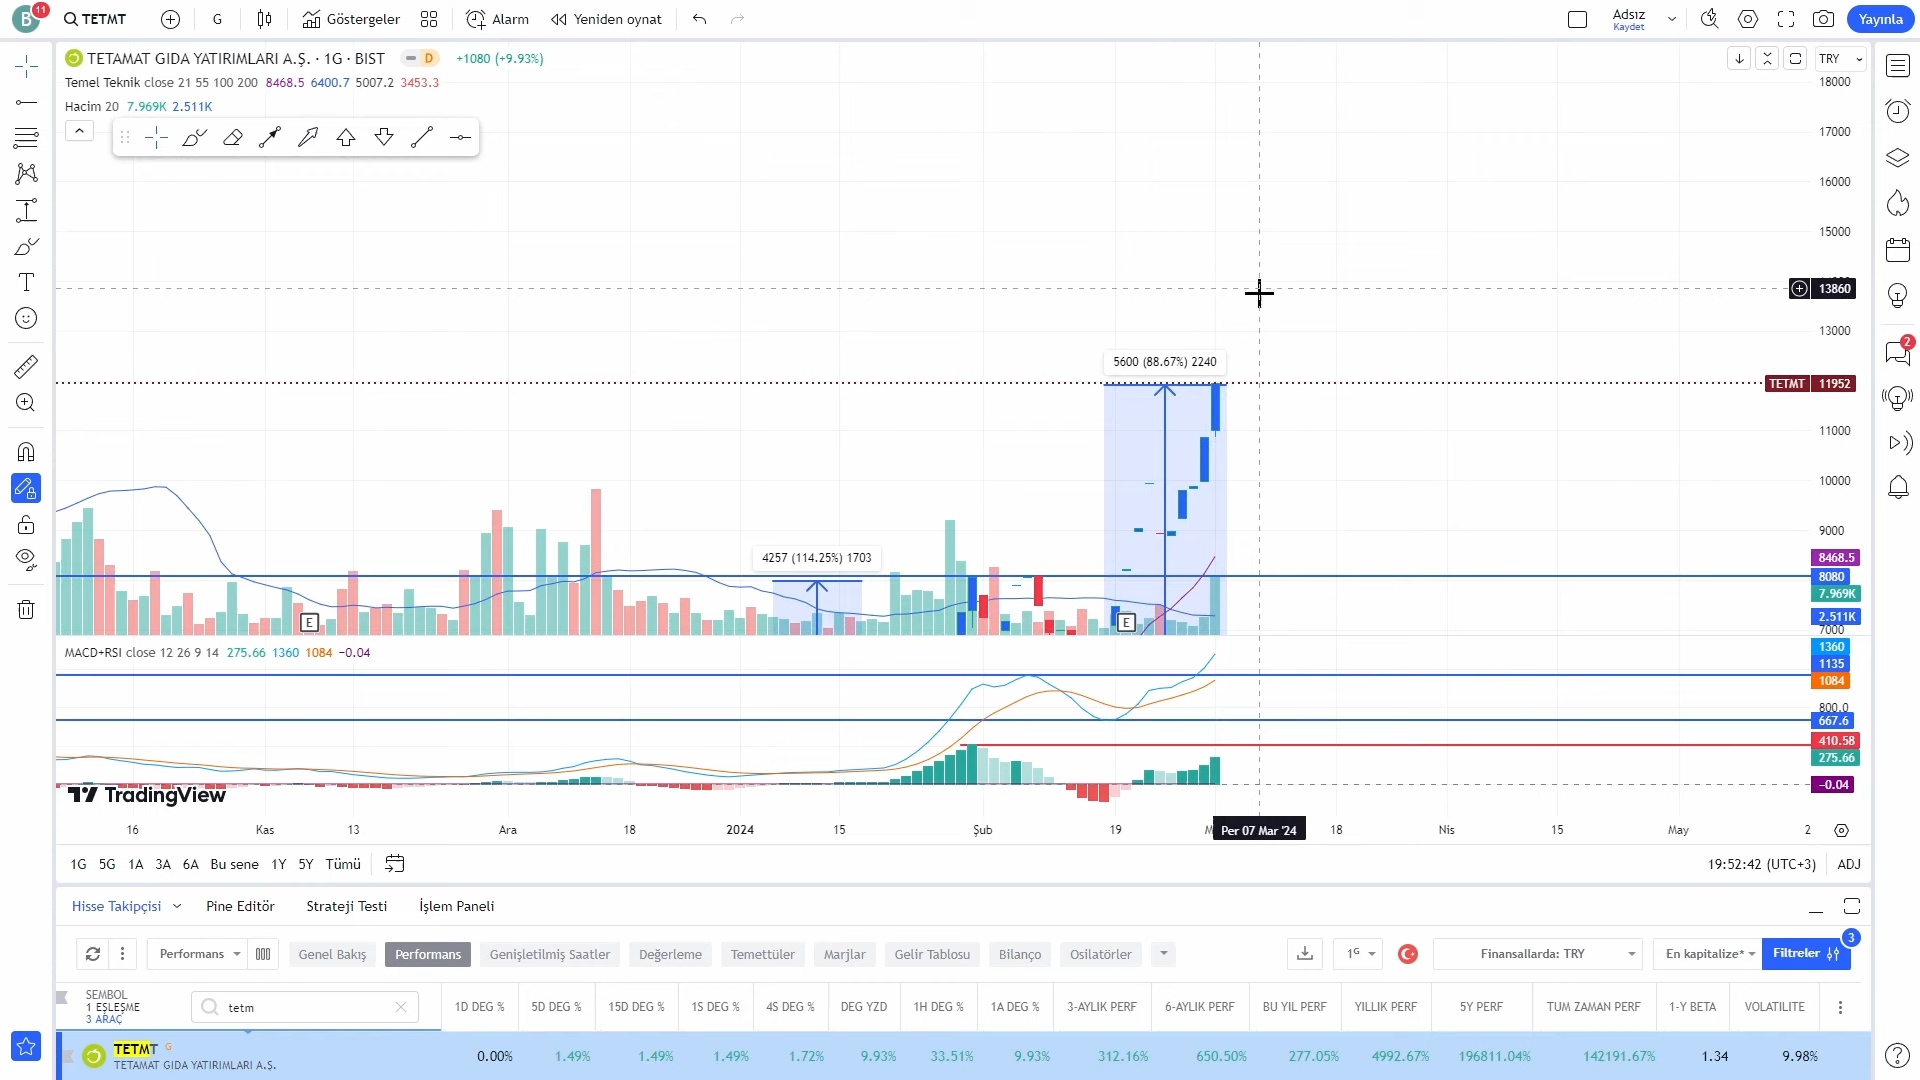 B 11 TETMT G Göstergeler Alarm Yeniden oynat Adsız Kaydet Yayınla
TETAMAT GIDA YATIRIMLARI A.Ş. · 1G · BIST D +1080 (+9.93%) TRY
Temel Teknik close 21 55 100 200 8468.5 6400.7 5007.2 3453.3
18000
Hacim 20 7.969K 2.511K
17000
16000
15000
13860
13000
2
5600 (88.67%) 2240
TETMT 11952
11000
10000
9000
4257 (114.25%) 1703
8468.5
8080
7.969K
2.511K
E
E
7000
MACD+RSI close 12 26 9 14 275.66 1360 1084 −0.04
1360
1135
1084
800.0
667.6
410.58
275.66
−0.04
TradingView
16 Kas 13 Ara 18 2024 15 Şub 19 Per 07 Mar '24 18 Nis 15 May 2
1G 5G 1A 3A 6A Bu sene 1Y 5Y Tümü 19:52:42 (UTC+3) ADJ
Hisse Takipçisi Pine Editör Strateji Testi İşlem Paneli
Performans Genel Bakış Performans Genişletilmiş Saatler Değerleme Temettüler Marjlar Gelir Tablosu Bilanço Osilatörler 1G Finansallarda: TRY En kapitalize* Filtreler 3
SEMBOL
1 EŞLEŞME
3 ARAÇ
tetm
1D DEG % 5D DEG % 15D DEG % 1S DEG % 4S DEG % DEG YZD 1H DEG % 1A DEG % 3-AYLIK PERF 6-AYLIK PERF BU YIL PERF YILLIK PERF 5Y PERF TUM ZAMAN PERF 1-Y BETA VOLATILITE
TETMT G
TETAMAT GIDA YATIRIMLARI A.Ş.
0.00% 1.49% 1.49% 1.49% 1.72% 9.93% 33.51% 9.93% 312.16% 650.50% 277.05% 4992.67% 196811.04% 142191.67% 1.34 9.98%